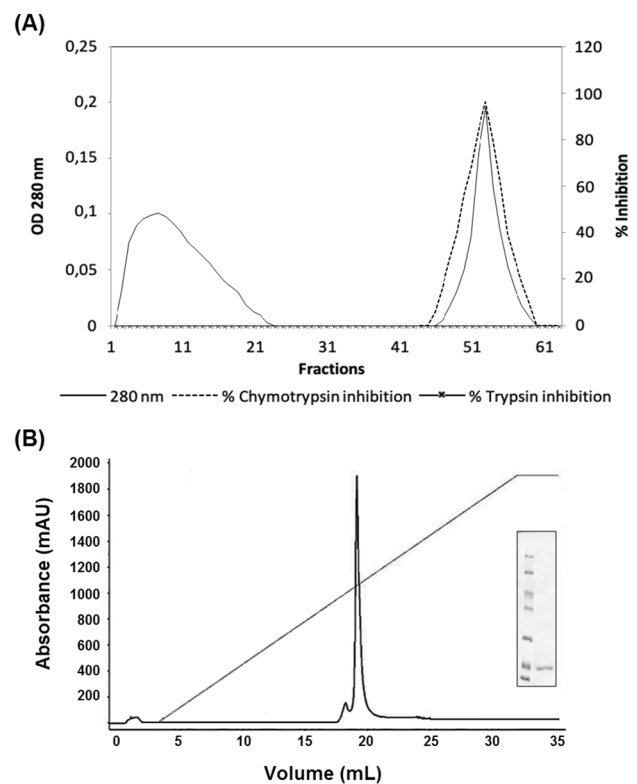 (A)
0,25
0,2
0,15
0,1
0,05
0
OD 280 nm
120
100
80
60
40
20
0
% Inhibition
1 11 21 31 41 51 61
Fractions
280 nm % Chymotrypsin inhibition % Trypsin inhibition
(B)
2000
1800
1600
1400
1200
1000
800
600
400
200
Absorbance (mAU)
0 5 10 15 20 25 30 35
Volume (mL)